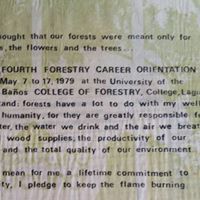 hought that our forests were meant only for
s, the flowers and the trees...
FOURTH FORESTRY CAREER ORIENTATION
May 7 to 17, 1979 at the University of the
Baños COLLEGE OF FORESTRY, College, Lagu
tand: forests have a lot to do with my well
humanity, for they are greatly responsible f
ter, the water we drink and the air we breat
wood supplies; the productivity of our
and the total quality of our environment.
mean for me a lifetime commitment to
ty, I pledge to keep the flame burning